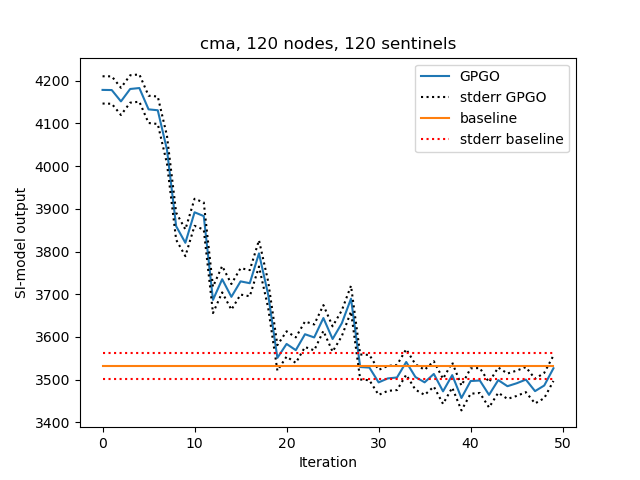 cma, 120 nodes, 120 sentinels
GPGO
stderr GPGO
baseline
stderr baseline
SI-model output
4200
4100
4000
3900
3800
3700
3600
3500
3400
0 10 20 30 40 50
Iteration